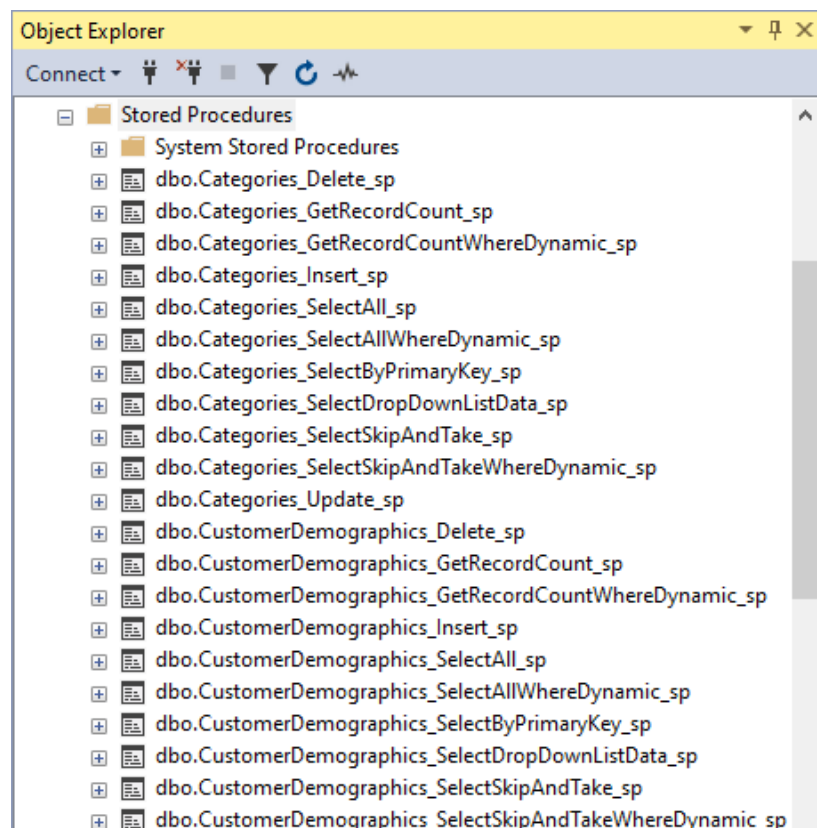 Object Explorer
Connect
Stored Procedures
System Stored Procedures
dbo.Categories_Delete_sp
dbo.Categories_GetRecordCount_sp
dbo.Categories_GetRecordCountWhereDynamic_sp
dbo.Categories_Insert_sp
dbo.Categories_SelectAll_sp
dbo.Categories_SelectAllWhereDynamic_sp
dbo.Categories_SelectByPrimaryKey_sp
dbo.Categories_SelectDropDownListData_sp
dbo.Categories_SelectSkipAndTake_sp
dbo.Categories_SelectSkipAndTakeWhereDynamic_sp
dbo.Categories_Update_sp
dbo.CustomerDemographics_Delete_sp
dbo.CustomerDemographics_GetRecordCount_sp
dbo.CustomerDemographics_GetRecordCountWhereDynamic_sp
dbo.CustomerDemographics_Insert_sp
dbo.CustomerDemographics_SelectAll_sp
dbo.CustomerDemographics_SelectAllWhereDynamic_sp
dbo.CustomerDemographics_SelectByPrimaryKey_sp
dbo.CustomerDemographics_SelectDropDownListData_sp
dbo.CustomerDemographics_SelectSkipAndTake_sp
dbo.CustomerDemographics_SelectSkipAndTakeWhereDynamic_sp